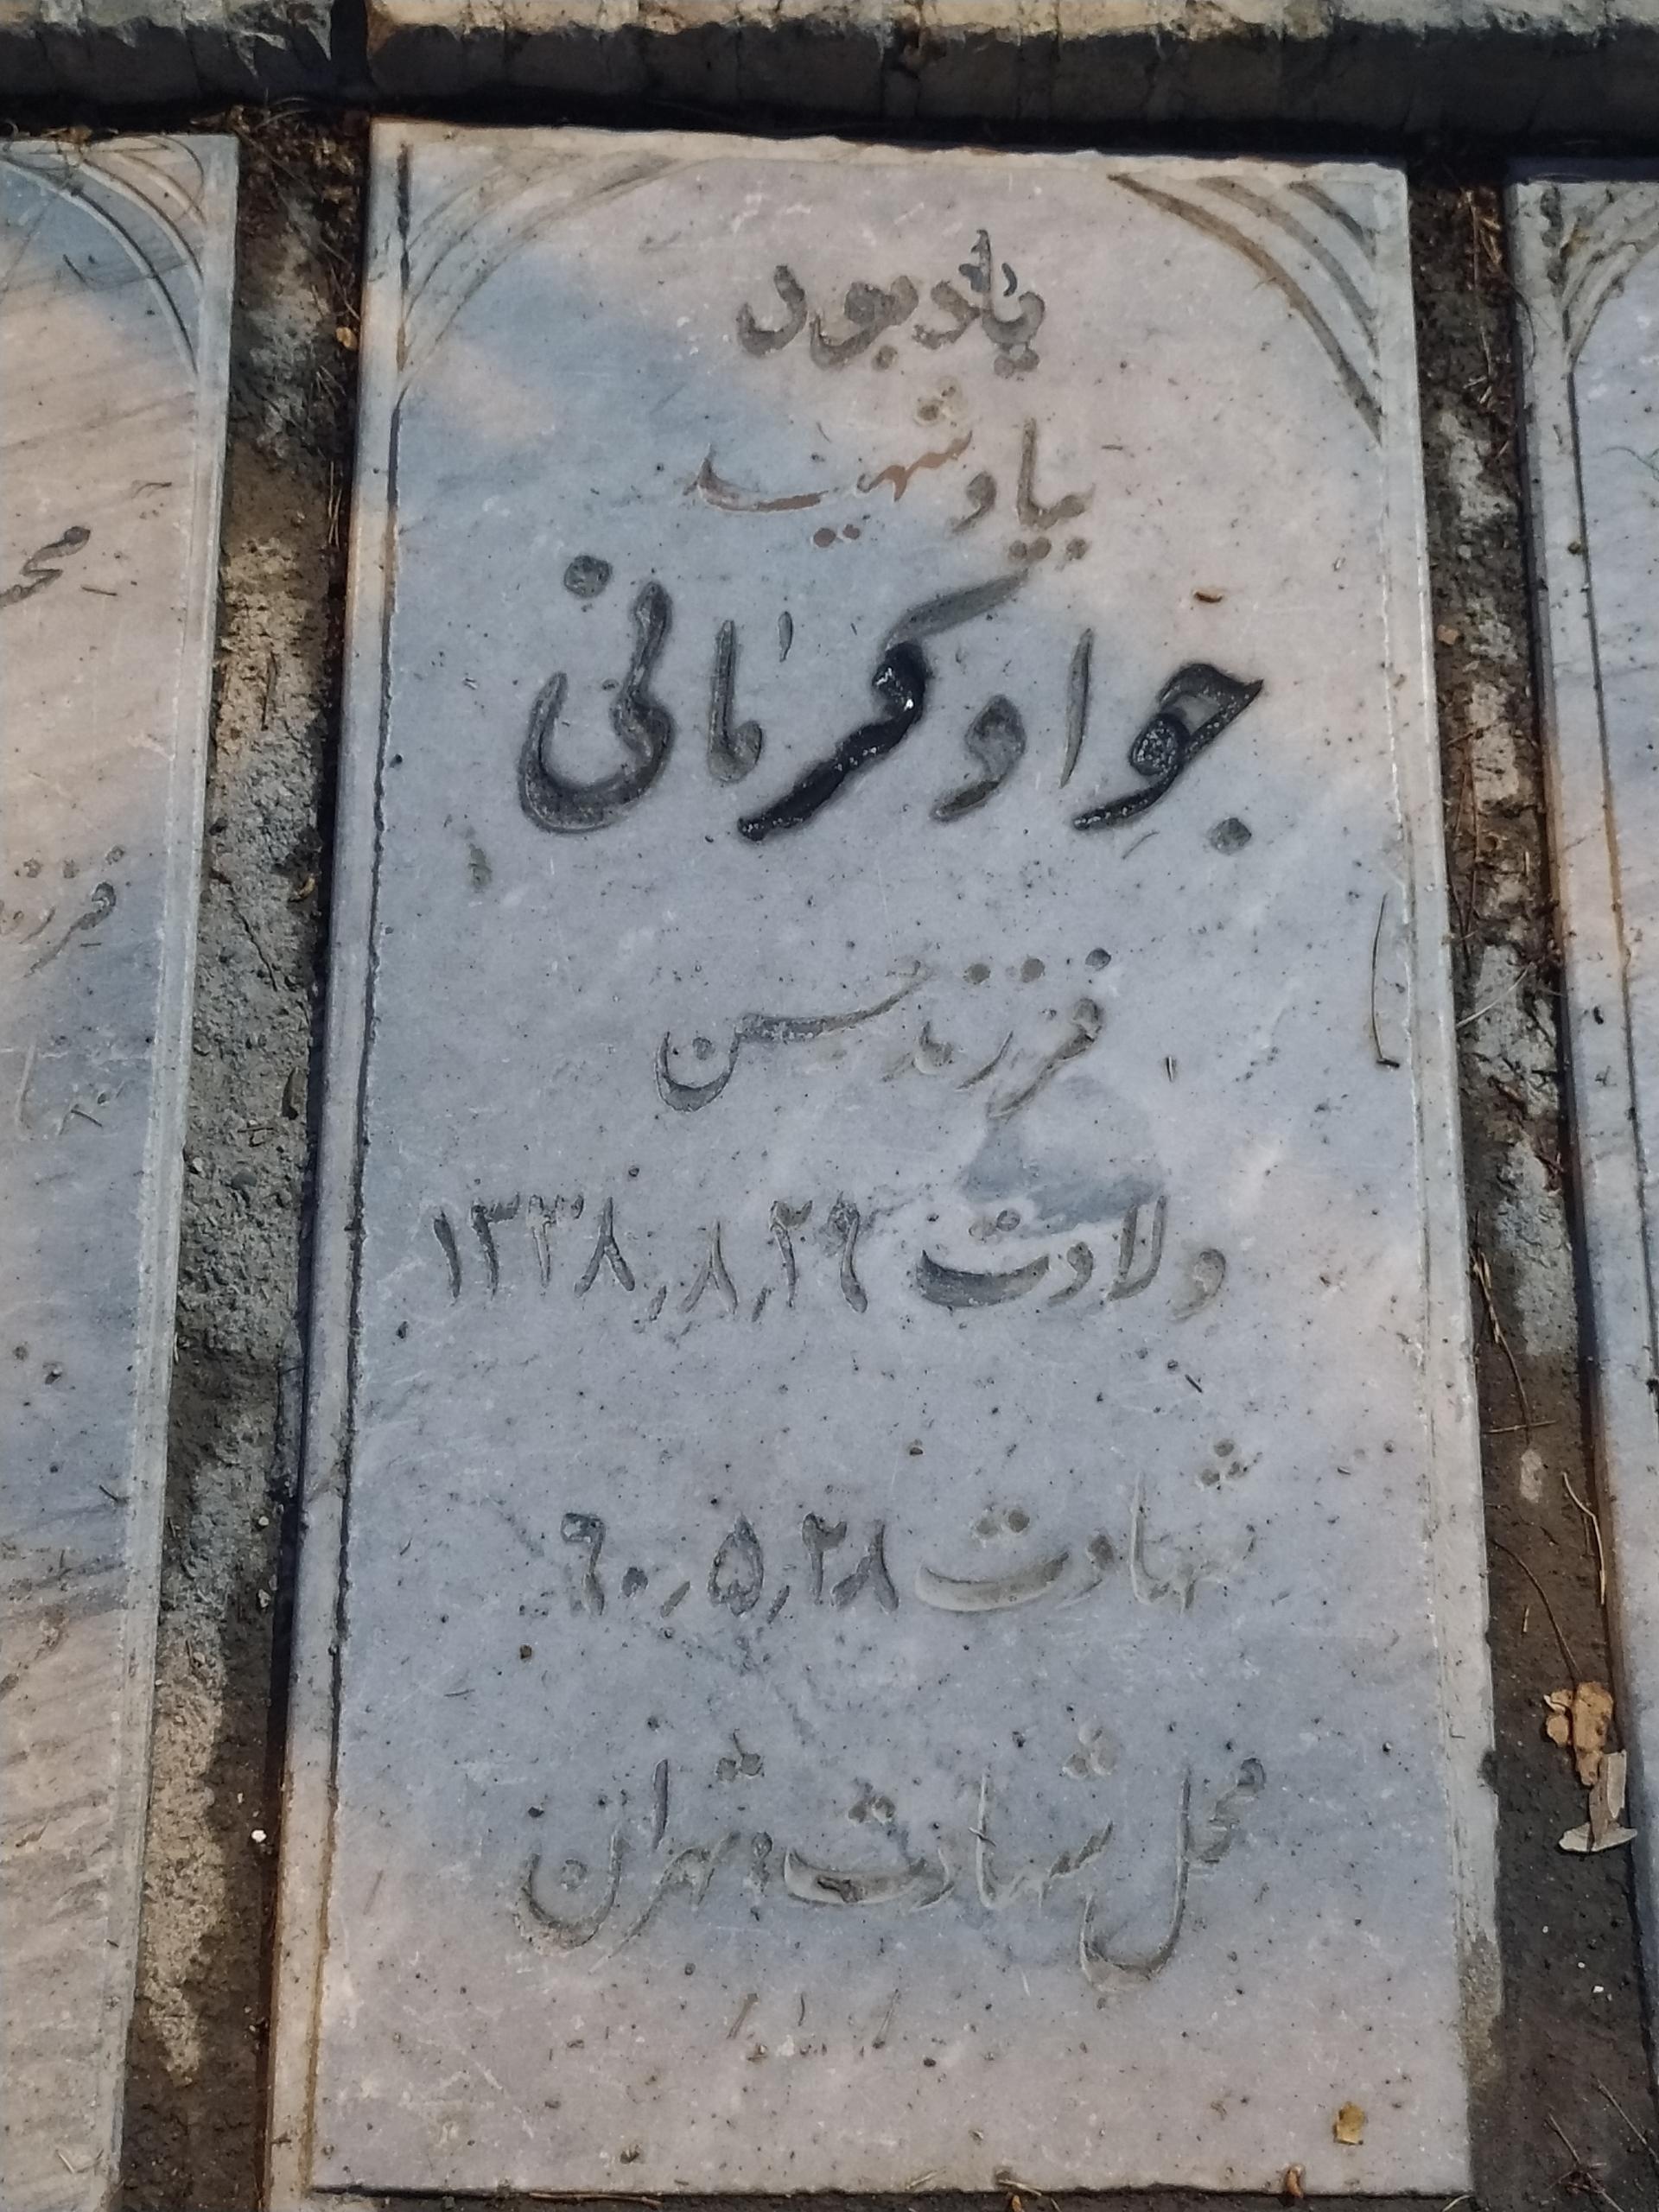 یادبود
بیاد شهید
جواد کرمانی
فرزند حسن
ولادت ۱۳۳۸٫۸٫۲۹
شهادت ۶۰٫۵٫۲۸
محل شهادت: تهران